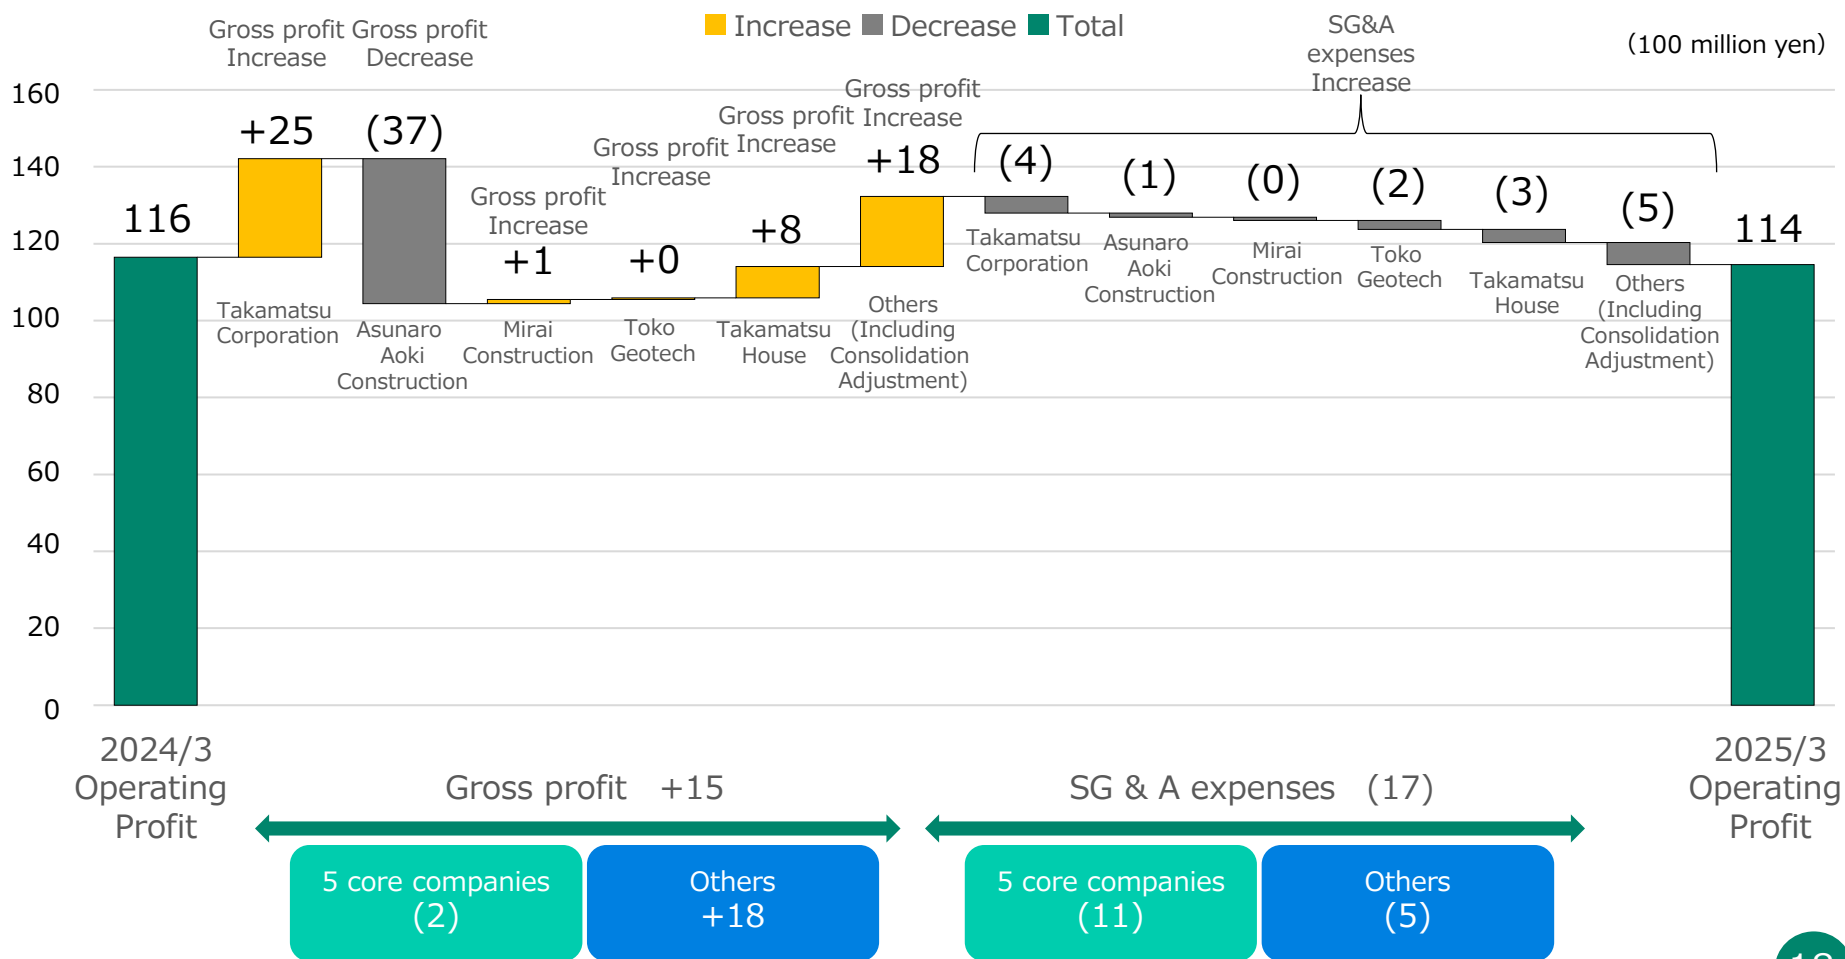 Increase Decrease Total
(100 million yen)
Gross profit
Increase
Gross profit
Decrease
Gross profit
Increase
Gross profit
Increase
Gross profit
Increase
Gross profit
Increase
SG&A
expenses
Increase
160
140
120
100
80
60
40
20
0
116
+25
(37)
+1
+0
+8
+18
(4)
(1)
(0)
(2)
(3)
(5)
114
Takamatsu
Corporation
Asunaro
Aoki
Construction
Mirai
Construction
Toko
Geotech
Takamatsu
House
Others
(Including
Consolidation
Adjustment)
Takamatsu
Corporation
Asunaro
Aoki
Construction
Mirai
Construction
Toko
Geotech
Takamatsu
House
Others
(Including
Consolidation
Adjustment)
2024/3
Operating
Profit
2025/3
Operating
Profit
Gross profit +15
SG & A expenses (17)
5 core companies
(2)
Others
+18
5 core companies
(11)
Others
(5)